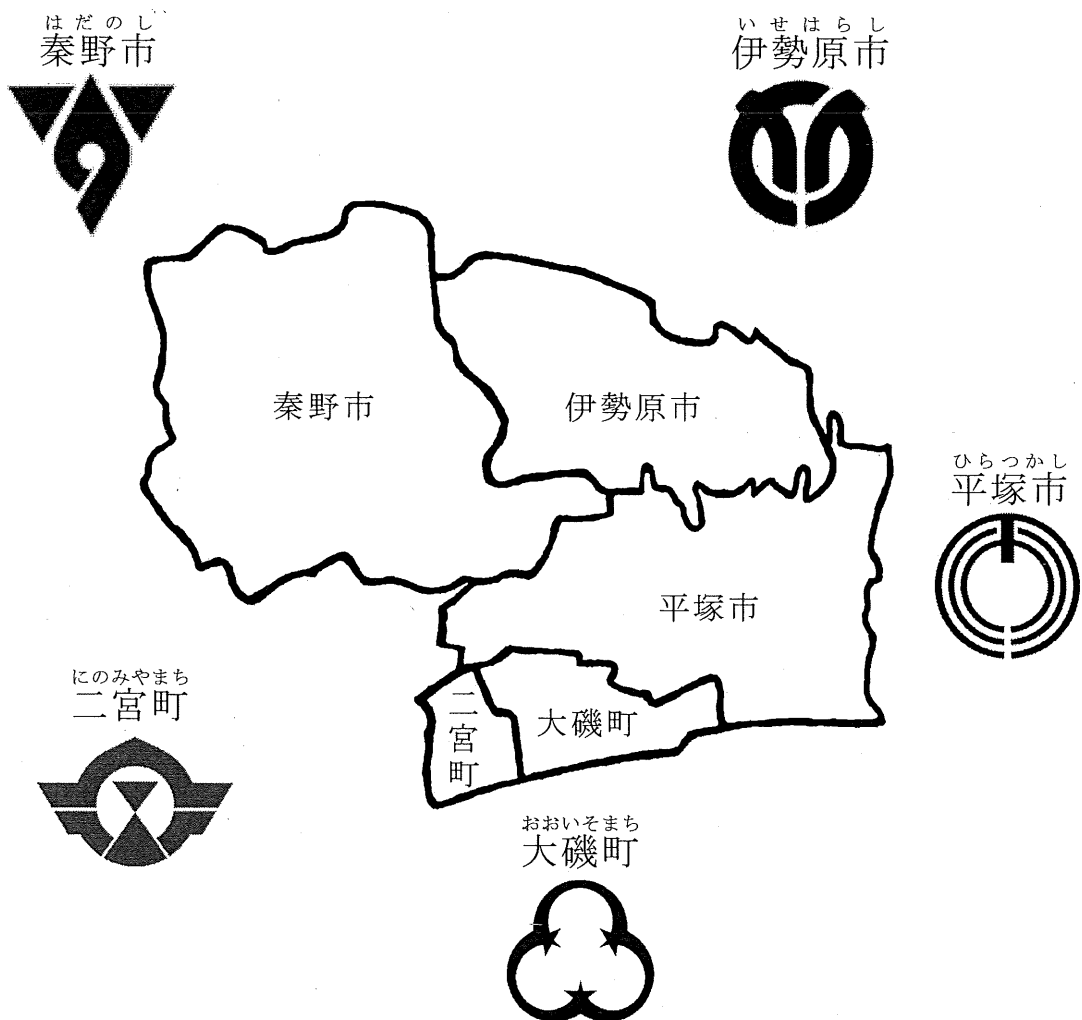 はだのし
秦野市
いせはらし
伊勢原市
秦野市
伊勢原市
ひらつかし
平塚市
平塚市
にのみやまち
二宮町
二宮町
大磯町
おおいそまち
大磯町